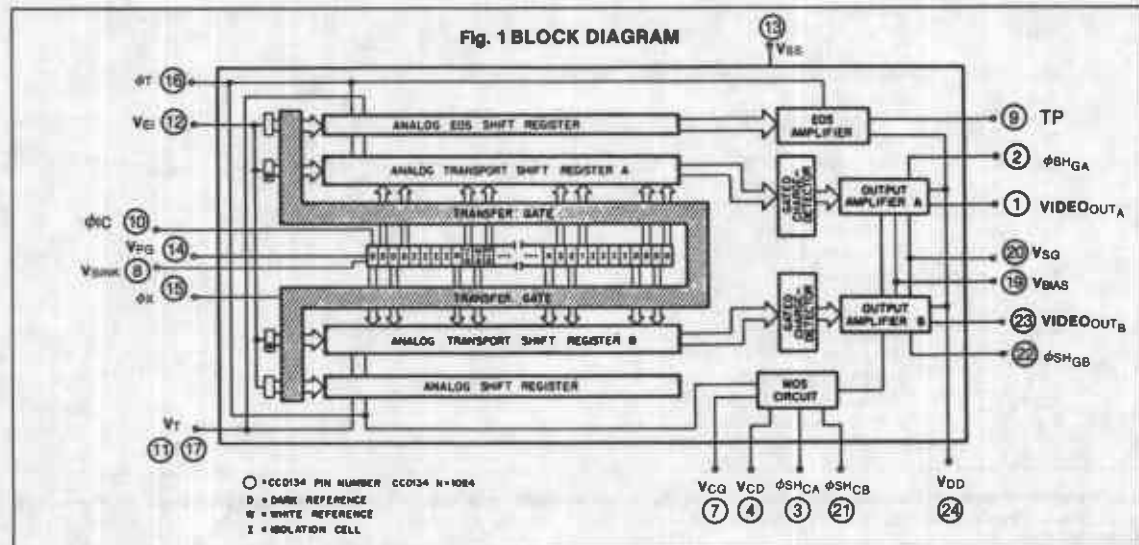 Fig. 1 BLOCK DIAGRAM
13
VSS
ϕT 16
VEI 12
ANALOG EOS SHIFT REGISTER
EOS AMPLIFIER
9 TP
ANALOG TRANSPORT SHIFT REGISTER A
GATED CHARGE-DETECTOR
OUTPUT AMPLIFIER A
2 ϕSHGA
1 VIDEOOUTA
TRANSFER GATE
ϕIC 10
VPG 14
VSINK 8
ϕX 15
20 VSG
19 VBIAS
TRANSFER GATE
GATED CHARGE-DETECTOR
OUTPUT AMPLIFIER B
23 VIDEOOUTB
22 ϕSHGB
ANALOG TRANSPORT SHIFT REGISTER B
ANALOG SHIFT REGISTER
MOS CIRCUIT
VT
11 17
VCG VCD ϕSHCA ϕSHCB VDD
7 4 3 21 24
= CCD134 PIN NUMBER CCD134 N=1024
D = DARK REFERENCE
W = WHITE REFERENCE
I = ISOLATION CELL